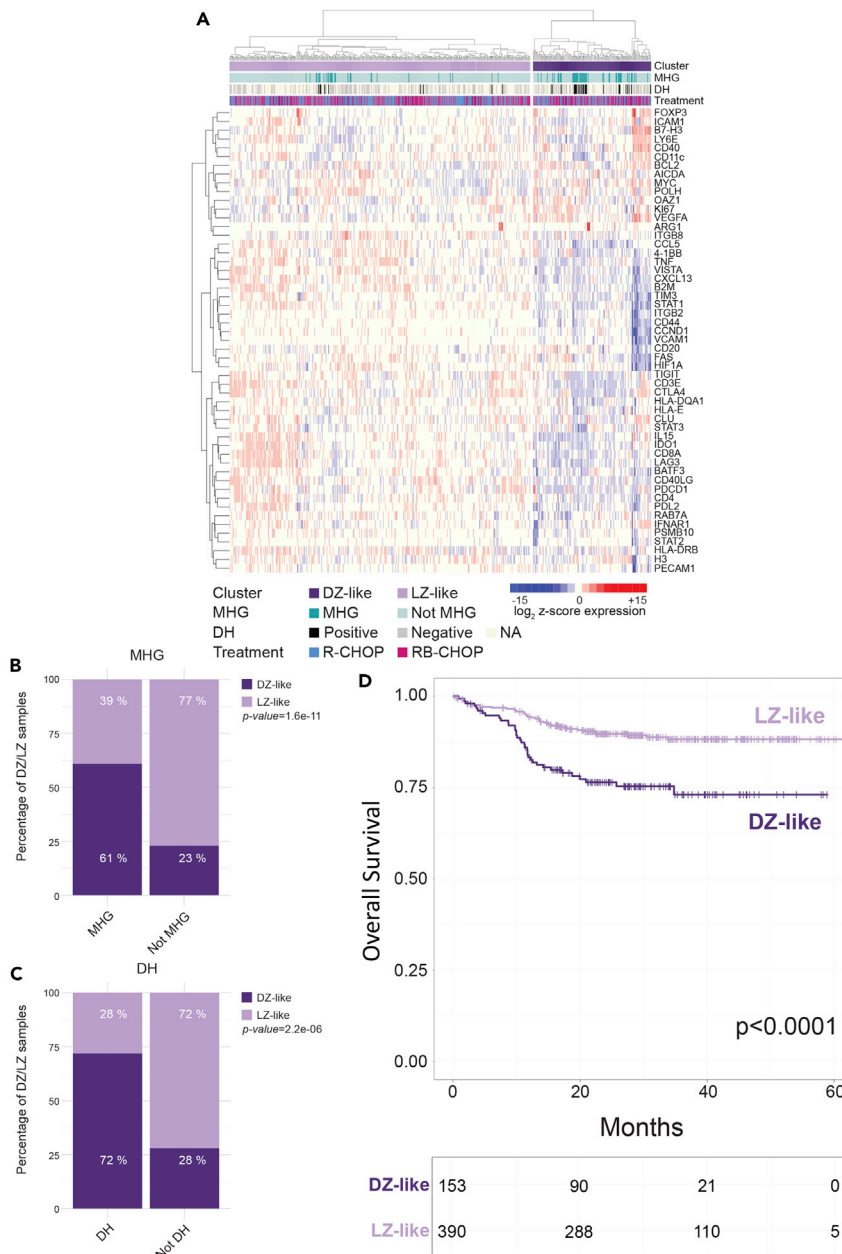 A
Cluster
MHG
DH
Treatment
FOXP3
ICAM1
B7-H3
LY6E
CD40
CD11c
BCL2
AICDA
MYC
POLH
OAZ1
KI67
VEGFA
ARG1
ITGB8
CCL5
4-1BB
TNF
VISTA
CXCL13
B2M
TIM3
STAT1
ITGB2
CD44
CCND1
VCAM1
CD20
FAS
HIF1A
TIGIT
CD3E
CTLA4
HLA-DQA1
HLA-E
CLU
STAT3
IL15
IDO1
CD8A
LAG3
BATF3
CD40LG
PDCD1
CD4
PDL2
RAB7A
IFNAR1
PSMB10
STAT2
HLA-DRB
H3
PECAM1
Cluster DZ-like LZ-like
MHG MHG Not MHG
DH Positive Negative NA
Treatment R-CHOP RB-CHOP
-15 0 +15
log2 z-score expression
B
MHG
Percentage of DZ/LZ samples
100
75
50
25
0
39 % 77 %
61 % 23 %
MHG Not MHG
DZ-like
LZ-like
p-value=1.6e-11
C
DH
Percentage of DZ/LZ samples
100
75
50
25
0
28 % 72 %
72 % 28 %
DH Not DH
DZ-like
LZ-like
p-value=2.2e-06
D
Overall Survival
1.00
0.75
0.50
0.25
0.00
LZ-like
DZ-like
p<0.0001
0 20 40 60
Months
DZ-like 153 90 21 0
LZ-like 390 288 110 5